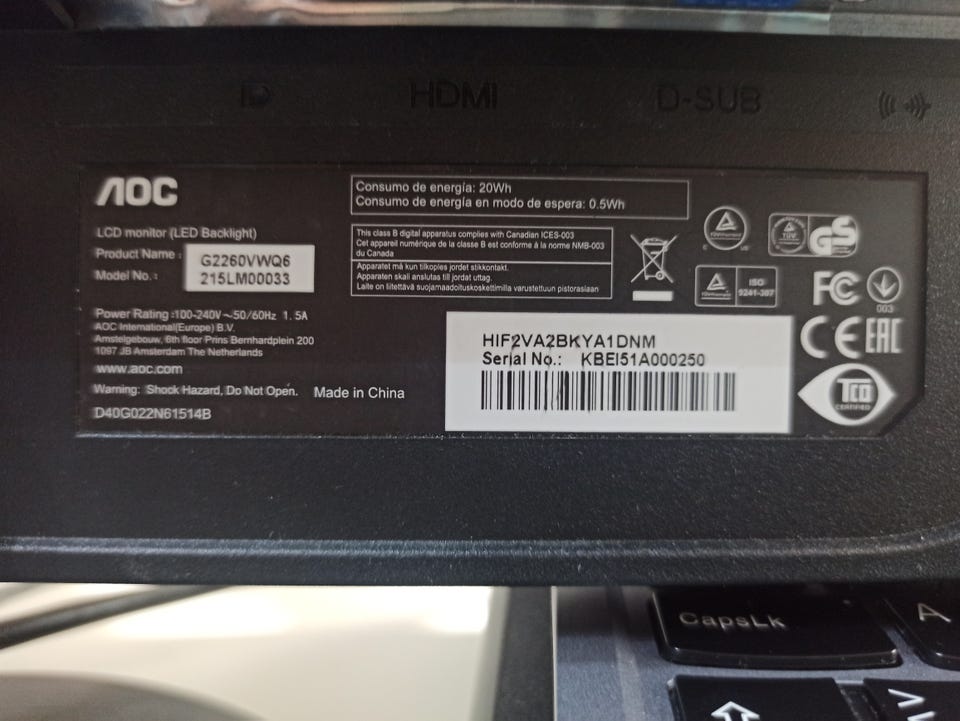 HDMI
D-SUB
AOC
LCD monitor (LED Backlight)
Product Name : G2260VWQ6
Model No. : 215LM00033
Power Rating :100-240V～50/60Hz 1.5A
AOC International(Europe) B.V.
Amstelgebouw, 6th floor Prins Bernhardplein 200
1097 JB Amsterdam The Netherlands
www.aoc.com
Warning: Shock Hazard, Do Not Open. Made in China
D40G022N61514B
Consumo de energía: 20Wh
Consumo de energía en modo de espera: 0.5Wh
This class B digital apparatus complies with Canadian ICES-003
Cet appareil numérique de la classe B est conforme à la norme NMB-003
du Canada
Apparatet må kun tilkoples jordet stikkontakt.
Apparaten skall anslutas till jordat uttag
Laite on liitettävä suojamaadoituskoskettimilla varustettuun pistorasiaan
TÜV
GS
ISO
9241-307
FC
003
CE EAC
TCO
CERTIFIED
HIF2VA2BKYA1DNM
Serial No.: KBEI51A000250
CapsLk
A
>